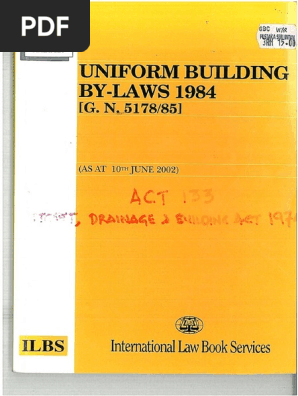 PDF
UNIFORM BUILDING
BY-LAWS 1984
[G. N. 5178/85]
(AS AT 10TH JUNE 2002)
ACT 133
DRAINAGE & BUILDING ACT 197
ILBS
International Law Book Services